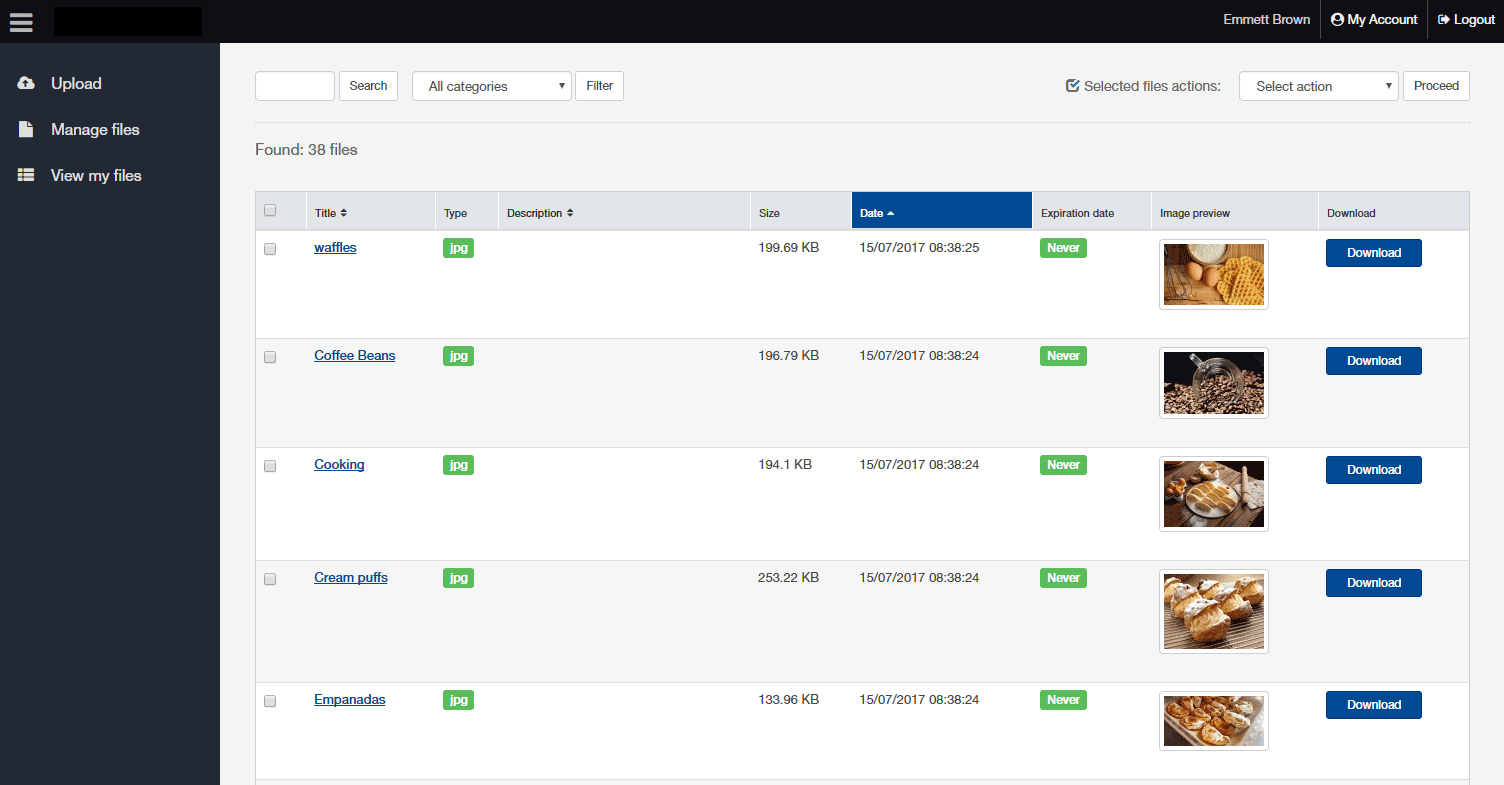 Emmett Brown My Account Logout
Upload
Manage files
View my files
Search All categories Filter Selected files actions: Select action Proceed
Found: 38 files
Title Type Description Size Date Expiration date Image preview Download
waffles jpg 199.69 KB 15/07/2017 08:38:25 Never Download
Coffee Beans jpg 196.79 KB 15/07/2017 08:38:24 Never Download
Cooking jpg 194.1 KB 15/07/2017 08:38:24 Never Download
Cream puffs jpg 253.22 KB 15/07/2017 08:38:24 Never Download
Empanadas jpg 133.96 KB 15/07/2017 08:38:24 Never Download